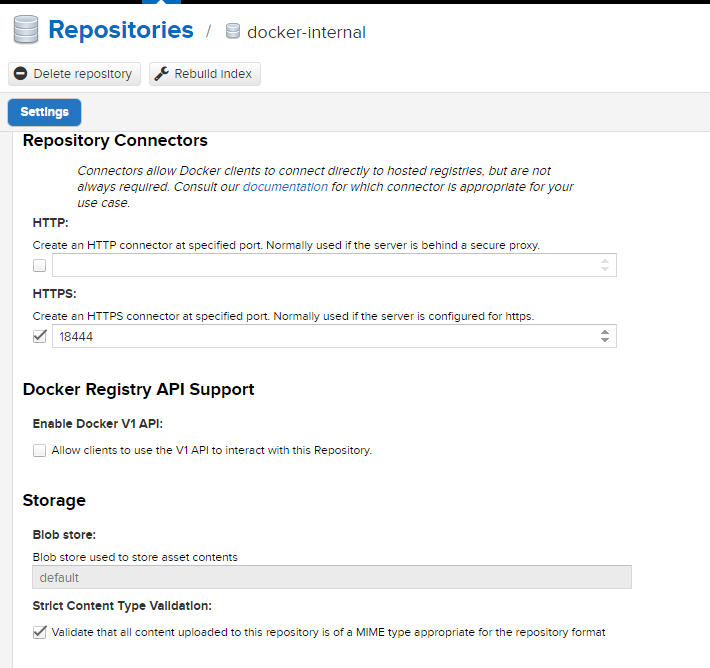 Repositories / docker-internal
Delete repository Rebuild index
Settings
Repository Connectors
Connectors allow Docker clients to connect directly to hosted registries, but are not
always required. Consult our documentation for which connector is appropriate for your
use case.
HTTP:
Create an HTTP connector at specified port. Normally used if the server is behind a secure proxy.
HTTPS:
Create an HTTPS connector at specified port. Normally used if the server is configured for https.
18444
Docker Registry API Support
Enable Docker V1 API:
Allow clients to use the V1 API to interact with this Repository.
Storage
Blob store:
Blob store used to store asset contents
default
Strict Content Type Validation:
Validate that all content uploaded to this repository is of a MIME type appropriate for the repository format